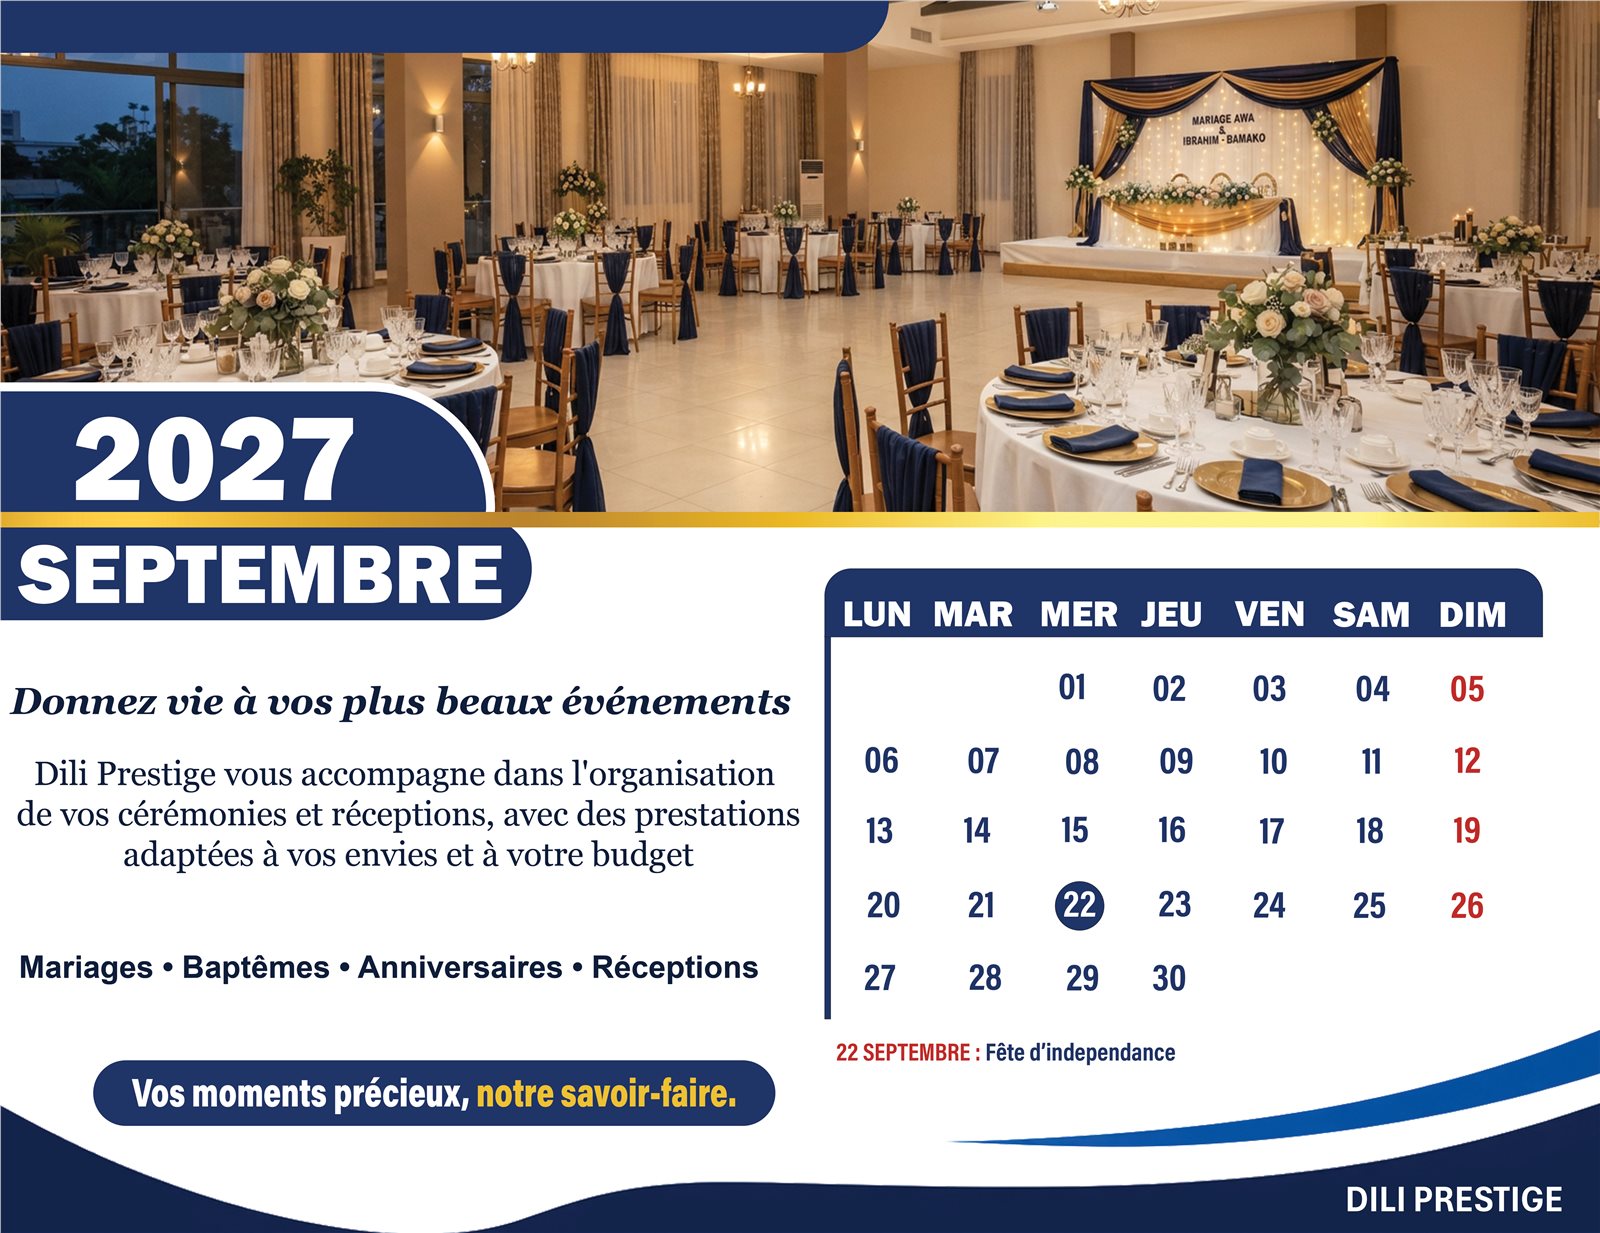 MARIAGE AWA
&
IBRAHIM - BAMAKO
2027
SEPTEMBRE
Donnez vie à vos plus beaux événements
Dili Prestige vous accompagne dans l'organisation
de vos cérémonies et réceptions, avec des prestations
adaptées à vos envies et à votre budget
Mariages • Baptêmes • Anniversaires • Réceptions
Vos moments précieux, notre savoir-faire.
LUN MAR MER JEU VEN SAM DIM
01 02 03 04 05
06 07 08 09 10 11 12
13 14 15 16 17 18 19
20 21 22 23 24 25 26
27 28 29 30
22 SEPTEMBRE : Fête d'independance
DILI PRESTIGE